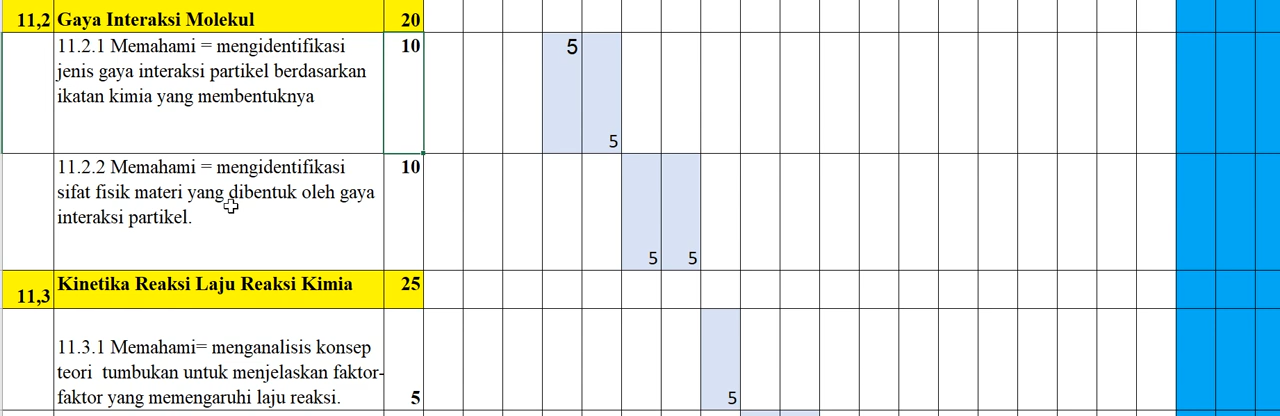 11,2 Gaya Interaksi Molekul 20
11.2.1 Memahami = mengidentifikasi 10 5
jenis gaya interaksi partikel berdasarkan
ikatan kimia yang membentuknya
5
11.2.2 Memahami = mengidentifikasi 10
sifat fisik materi yang dibentuk oleh gaya
interaksi partikel.
5 5
Kinetika Reaksi Laju Reaksi Kimia 25
11,3
11.3.1 Memahami= menganalisis konsep
teori tumbukan untuk menjelaskan faktor-
faktor yang memengaruhi laju reaksi. 5 5